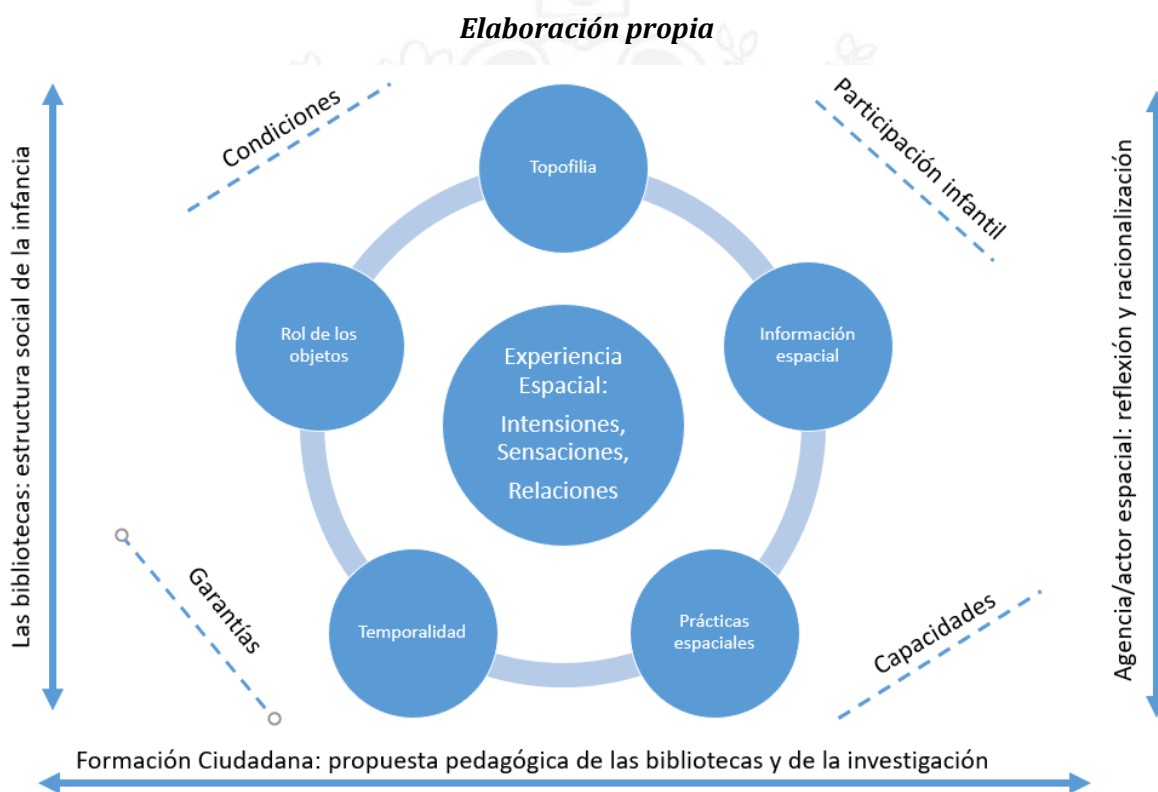 Elaboración propia
Condiciones
Participación infantil
Las bibliotecas: estructura social de la infancia
Agencia/actor espacial: reflexión y racionalización
Topofilia
Rol de los
objetos
Información
espacial
Experiencia
Espacial:
Intensiones,
Sensaciones,
Relaciones
Garantías
Temporalidad
Prácticas
espaciales
Capacidades
Formación Ciudadana: propuesta pedagógica de las bibliotecas y de la investigación